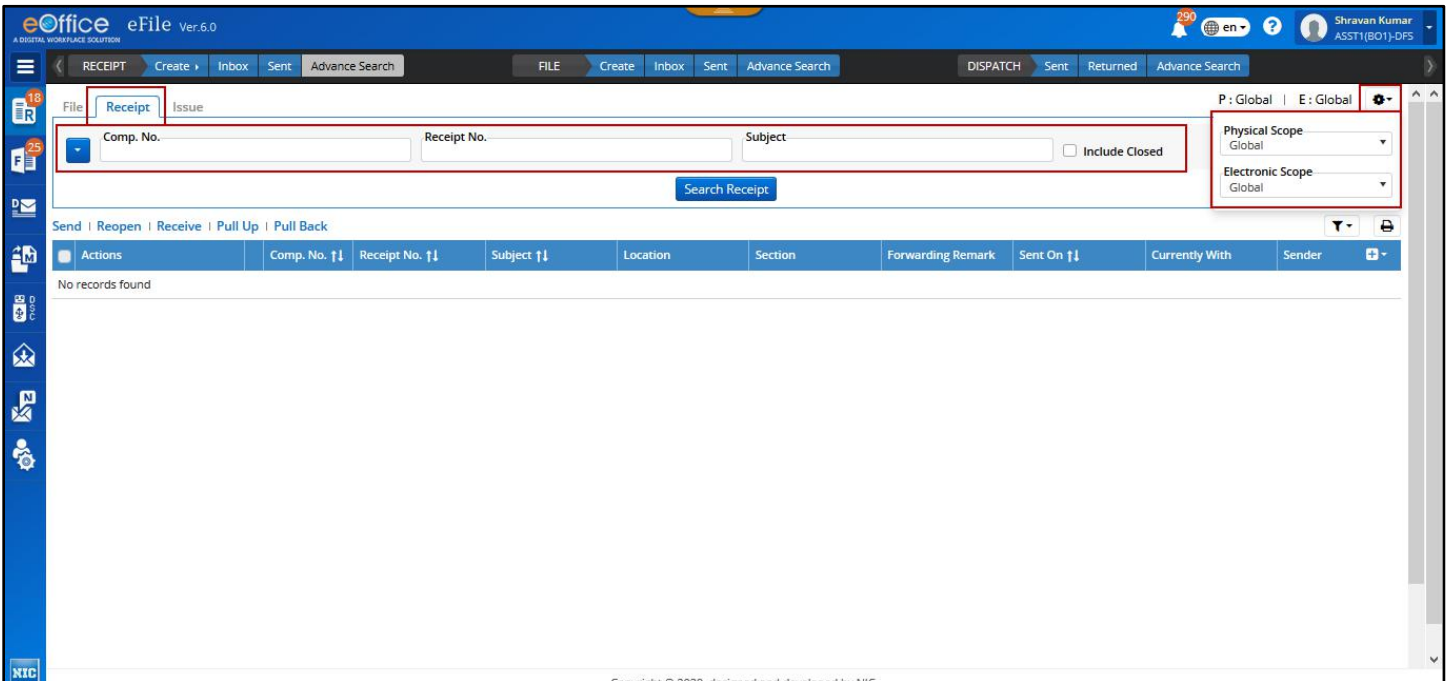 eOffice eFile Ver.6.0
A DIGITAL WORKPLACE SOLUTION
290
en
?
Shravan Kumar
ASST1(BO1)-DFS
RECEIPT Create Inbox Sent Advance Search FILE Create Inbox Sent Advance Search DISPATCH Sent Returned Advance Search
18
R
25
F
D
M
DSC
N
NIC
File Receipt Issue
P : Global | E : Global
Comp. No. Receipt No. Subject Include Closed
Physical Scope
Global
Electronic Scope
Global
Search Receipt
Send | Reopen | Receive | Pull Up | Pull Back
Actions Comp. No. Receipt No. Subject Location Section Forwarding Remark Sent On Currently With Sender
No records found